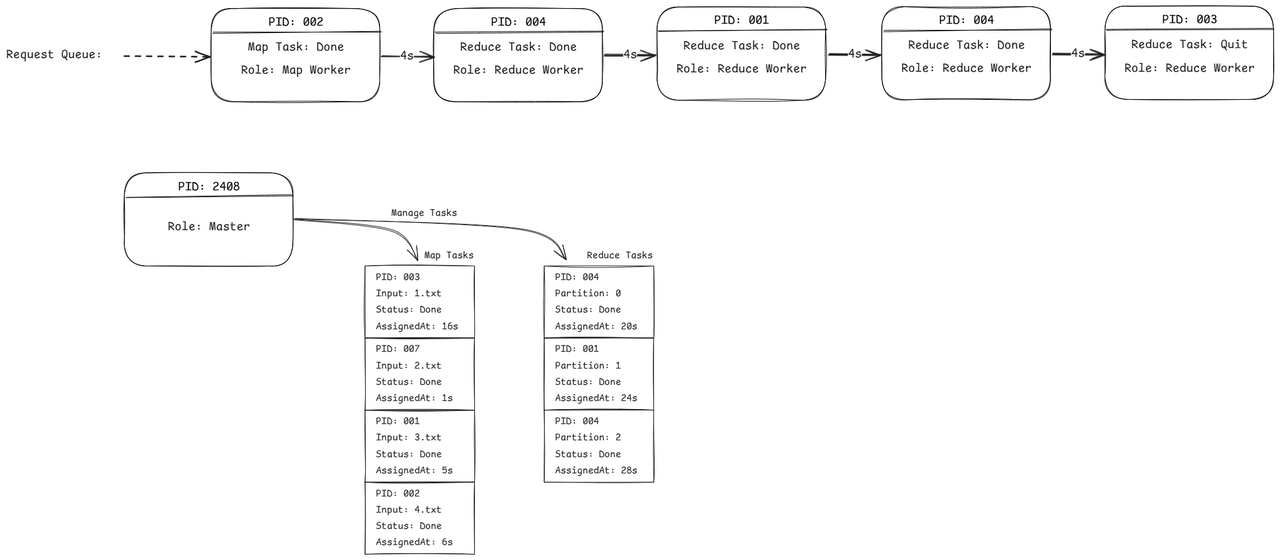 Request Queue:
PID: 002
Map Task: Done
Role: Map Worker
4s
PID: 004
Reduce Task: Done
Role: Reduce Worker
4s
PID: 001
Reduce Task: Done
Role: Reduce Worker
4s
PID: 004
Reduce Task: Done
Role: Reduce Worker
4s
PID: 003
Reduce Task: Quit
Role: Reduce Worker
PID: 2408
Role: Master
Manage Tasks
Map Tasks
PID: 003
Input: 1.txt
Status: Done
AssignedAt: 16s
PID: 007
Input: 2.txt
Status: Done
AssignedAt: 1s
PID: 001
Input: 3.txt
Status: Done
AssignedAt: 5s
PID: 002
Input: 4.txt
Status: Done
AssignedAt: 6s
Reduce Tasks
PID: 004
Partition: 0
Status: Done
AssignedAt: 20s
PID: 001
Partition: 1
Status: Done
AssignedAt: 24s
PID: 004
Partition: 2
Status: Done
AssignedAt: 28s